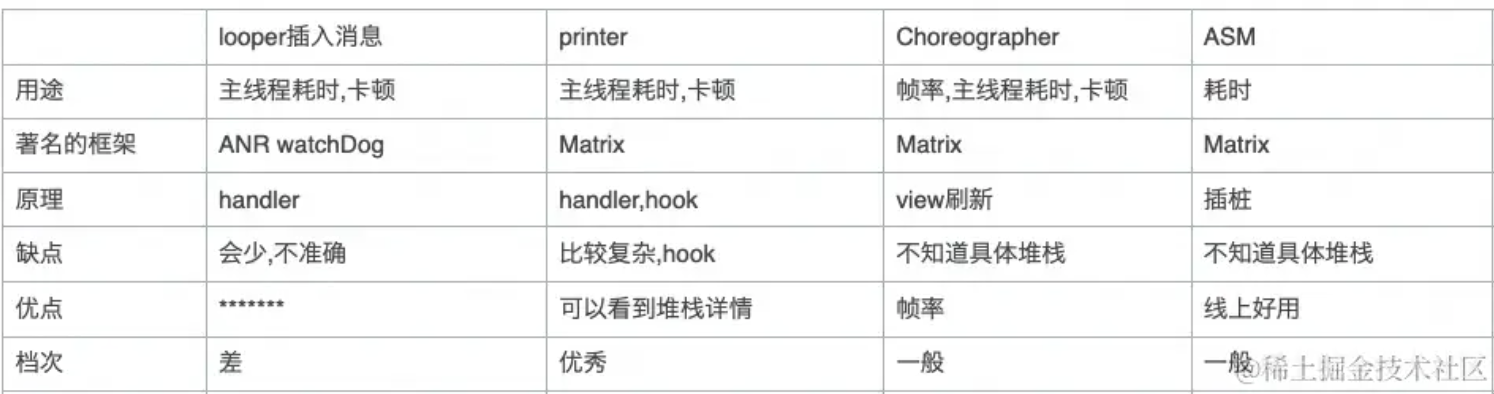 looper插入消息 printer Choreographer ASM
用途 主线程耗时,卡顿 主线程耗时,卡顿 帧率,主线程耗时,卡顿 耗时
著名的框架 ANR watchDog Matrix Matrix Matrix
原理 handler handler,hook view刷新 插桩
缺点 会少,不准确 比较复杂,hook 不知道具体堆栈 不知道具体堆栈
优点 ******* 可以看到堆栈详情 帧率 线上好用
档次 差 优秀 一般 一般
@稀土掘金技术社区